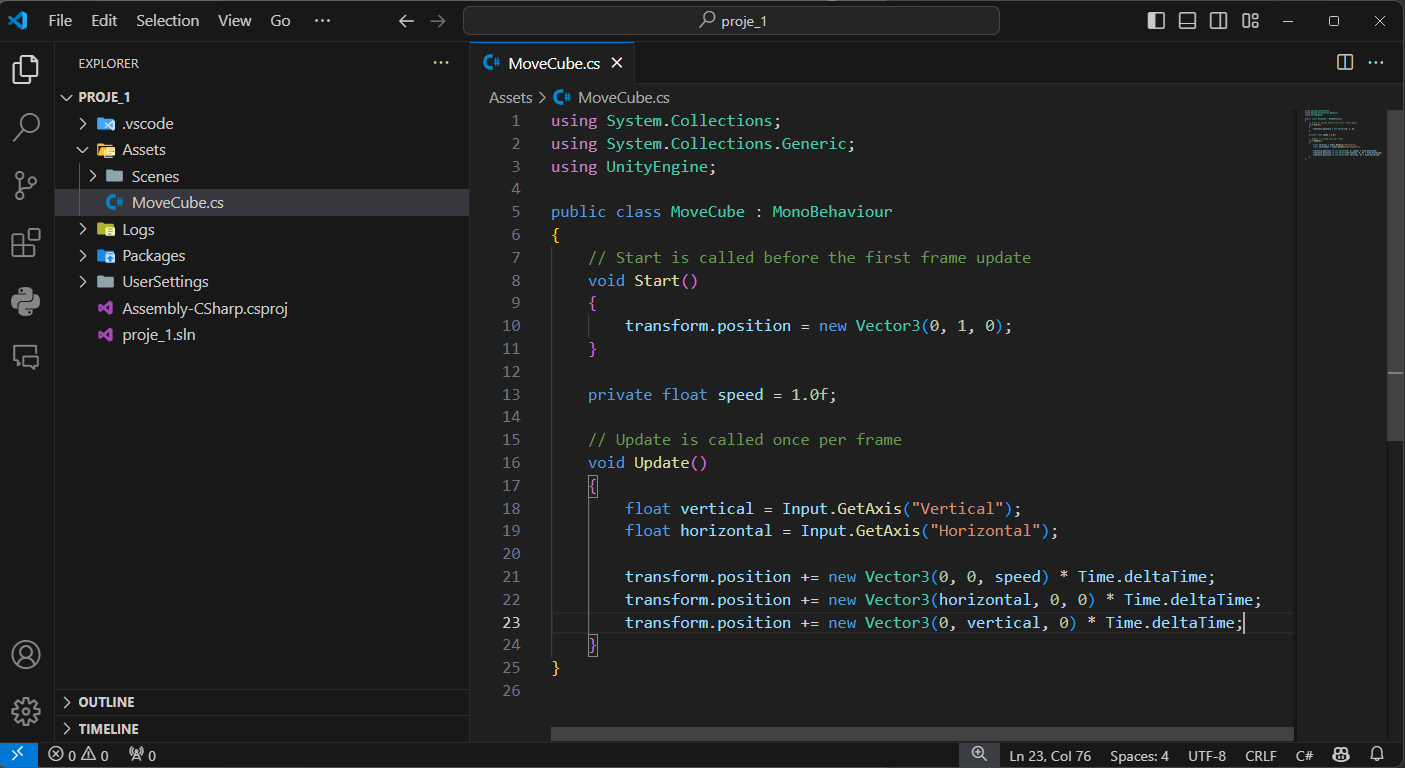 File Edit Selection View Go ···
proje_1
EXPLORER ···
PROJE_1
.vscode
Assets
Scenes
MoveCube.cs
Logs
Packages
UserSettings
Assembly-CSharp.csproj
proje_1.sln
OUTLINE
TIMELINE
MoveCube.cs
Assets > MoveCube.cs
1 using System.Collections;
2 using System.Collections.Generic;
3 using UnityEngine;
4
5 public class MoveCube : MonoBehaviour
6 {
7 // Start is called before the first frame update
8 void Start()
9 {
10 transform.position = new Vector3(0, 1, 0);
11 }
12
13 private float speed = 1.0f;
14
15 // Update is called once per frame
16 void Update()
17 {
18 float vertical = Input.GetAxis("Vertical");
19 float horizontal = Input.GetAxis("Horizontal");
20
21 transform.position += new Vector3(0, 0, speed) * Time.deltaTime;
22 transform.position += new Vector3(horizontal, 0, 0) * Time.deltaTime;
23 transform.position += new Vector3(0, vertical, 0) * Time.deltaTime;
24 }
25 }
26
0 0 0 Ln 23, Col 76 Spaces: 4 UTF-8 CRLF C#